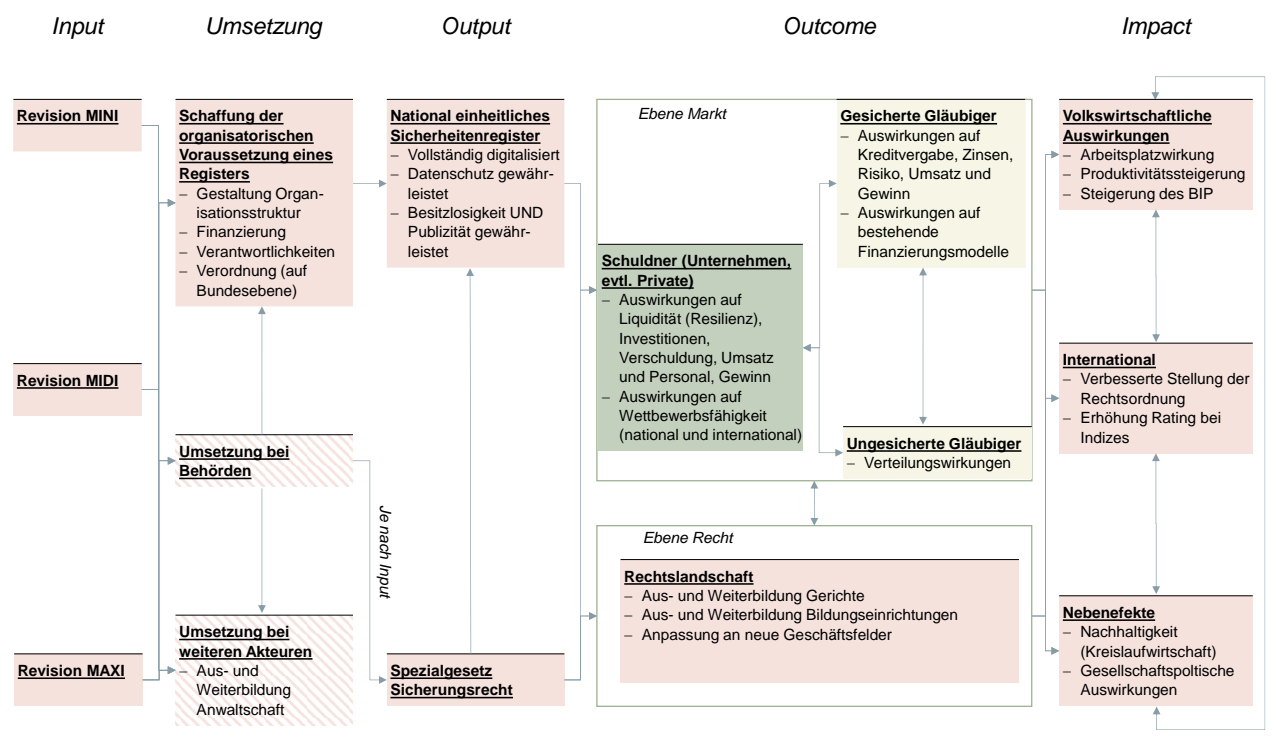 Input
Umsetzung
Output
Outcome
Impact
Revision MINI
Revision MIDI
Revision MAXI
Schaffung der
organisatorischen
Voraussetzung eines
Registers
– Gestaltung Organ-
isationsstruktur
– Finanzierung
– Verantwortlichkeiten
– Verordnung (auf
Bundesebene)
Umsetzung bei
Behörden
Umsetzung bei
weiteren Akteuren
– Aus- und
Weiterbildung
Anwaltschaft
Je nach Input
National einheitliches
Sicherheitenregister
– Vollständig digitalisiert
– Datenschutz gewähr-
leistet
– Besitzlosigkeit UND
Publizität gewähr-
leistet
Spezialgesetz
Sicherungsrecht
Ebene Markt
Schuldner (Unternehmen,
evtl. Private)
– Auswirkungen auf
Liquidität (Resilienz),
Investitionen,
Verschuldung, Umsatz
und Personal, Gewinn
– Auswirkungen auf
Wettbewerbsfähigkeit
(national und international)
Gesicherte Gläubiger
– Auswirkungen auf
Kreditvergabe, Zinsen,
Risiko, Umsatz und
Gewinn
– Auswirkungen auf
bestehende
Finanzierungsmodelle
Ungesicherte Gläubiger
– Verteilungswirkungen
Ebene Recht
Rechtslandschaft
– Aus- und Weiterbildung Gerichte
– Aus- und Weiterbildung Bildungseinrichtungen
– Anpassung an neue Geschäftsfelder
Volkswirtschaftliche
Auswirkungen
– Arbeitsplatzwirkung
– Produktivitätssteigerung
– Steigerung des BIP
International
– Verbesserte Stellung der
Rechtsordnung
– Erhöhung Rating bei
Indizes
Nebenefekte
– Nachhaltigkeit
(Kreislaufwirtschaft)
– Gesellschaftspoltische
Auswirkungen